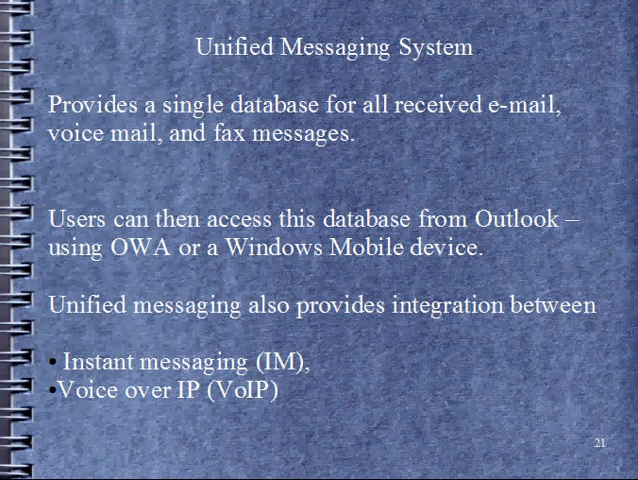 Unified Messaging System
Provides a single database for all received e-mail,
voice mail, and fax messages.
Users can then access this database from Outlook –
using OWA or a Windows Mobile device.
Unified messaging also provides integration between
• Instant messaging (IM),
•Voice over IP (VoIP)
21